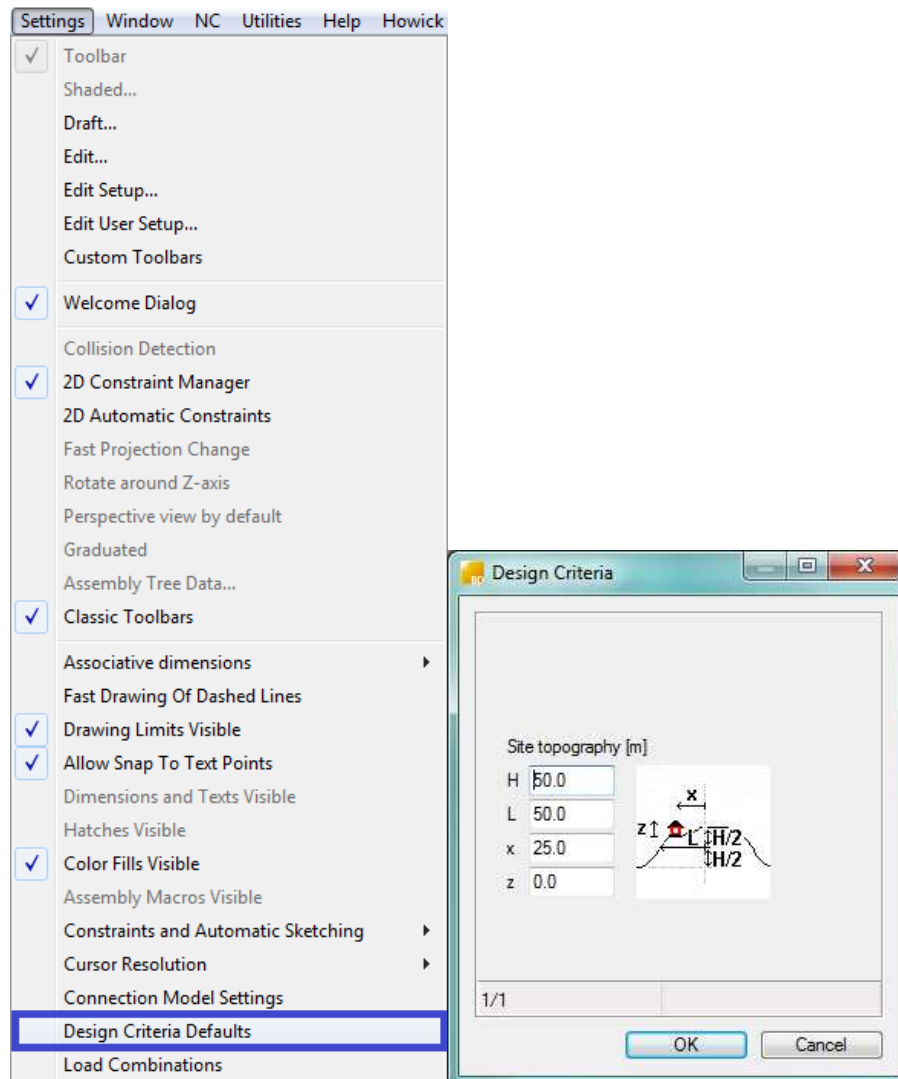 Settings Window NC Utilities Help Howick
Toolbar
Shaded...
Draft...
Edit...
Edit Setup...
Edit User Setup...
Custom Toolbars
Welcome Dialog
Collision Detection
2D Constraint Manager
2D Automatic Constraints
Fast Projection Change
Rotate around Z-axis
Perspective view by default
Graduated
Assembly Tree Data...
Classic Toolbars
Associative dimensions
Fast Drawing Of Dashed Lines
Drawing Limits Visible
Allow Snap To Text Points
Dimensions and Texts Visible
Hatches Visible
Color Fills Visible
Assembly Macros Visible
Constraints and Automatic Sketching
Cursor Resolution
Connection Model Settings
Design Criteria Defaults
Load Combinations
Design Criteria
Site topography [m]
H 50.0
L 50.0
x 25.0
z 0.0
x
z L H/2
H/2
1/1
OK Cancel